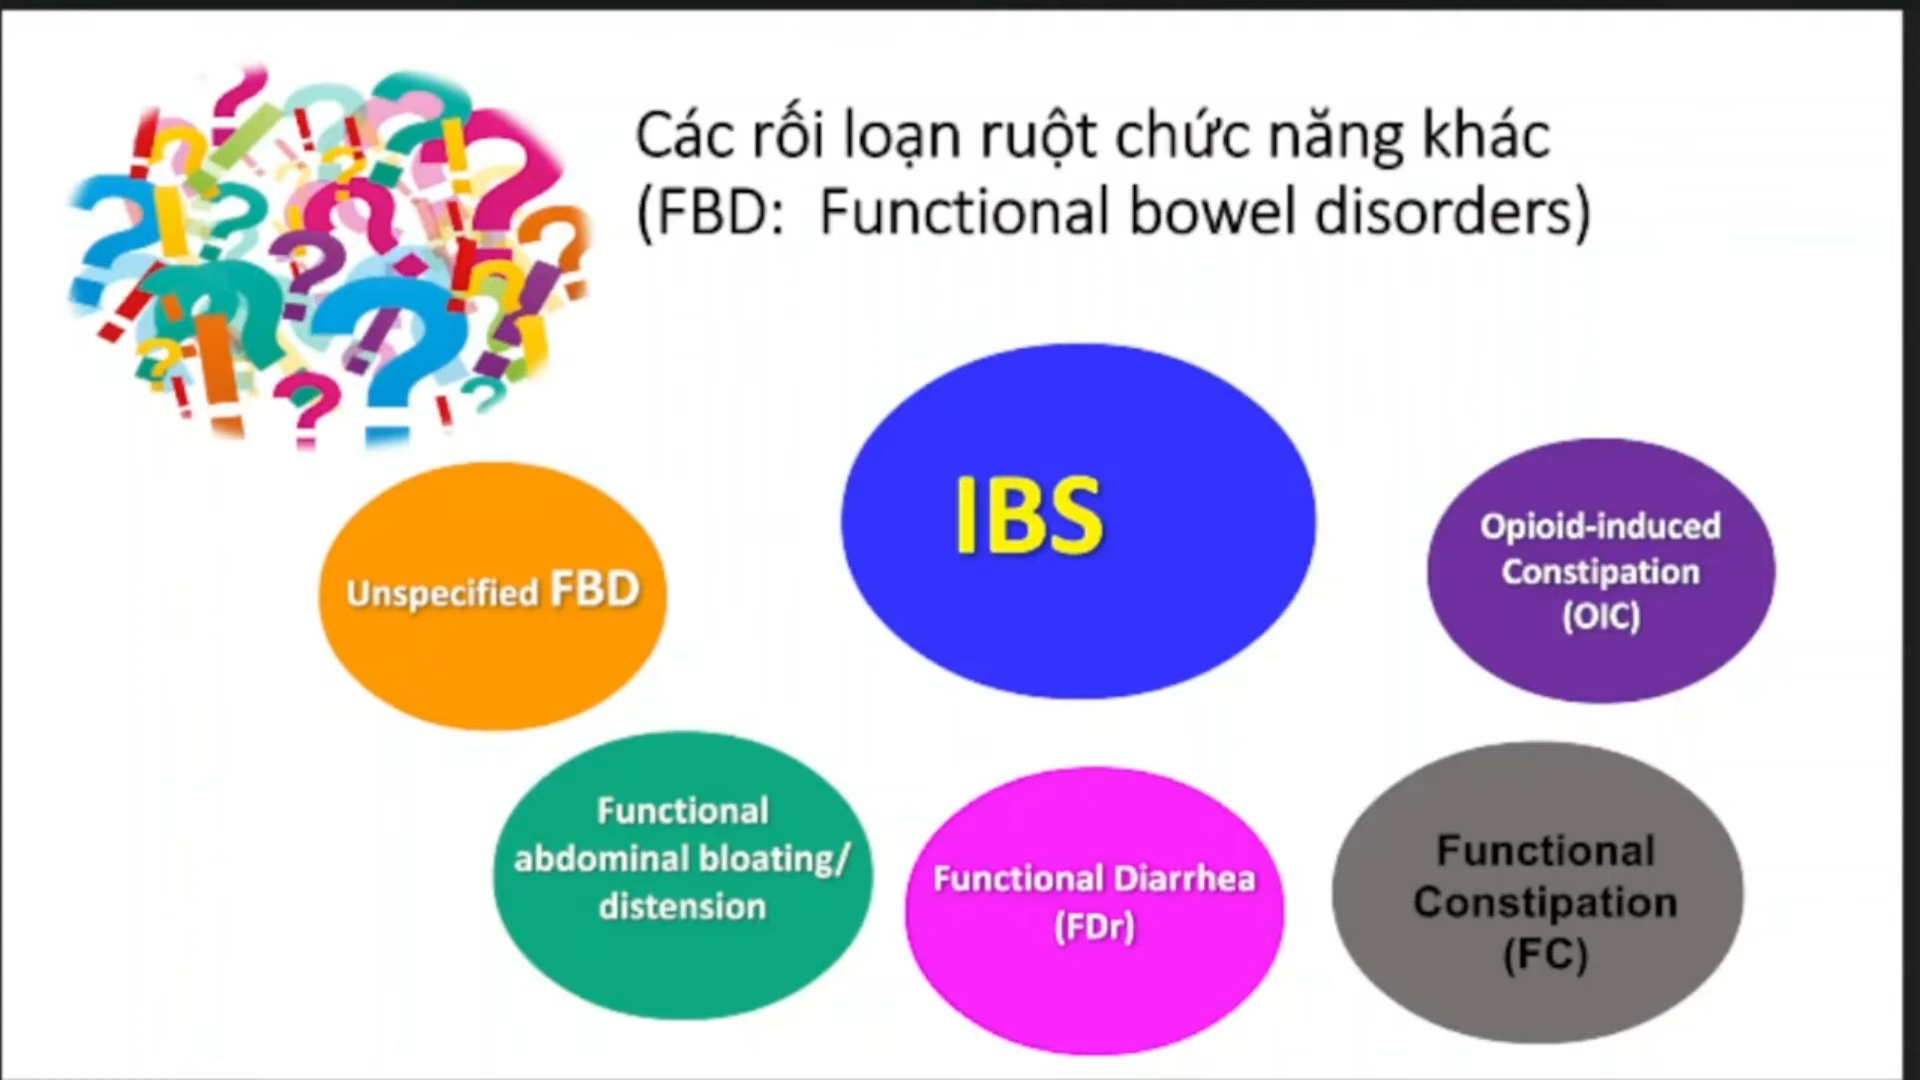 Các rối loạn ruột chức năng khác
(FBD: Functional bowel disorders)
IBS
Unspecified FBD
Opioid-induced
Constipation
(OIC)
Functional
abdominal bloating/
distension
Functional Diarrhea
(FDr)
Functional
Constipation
(FC)